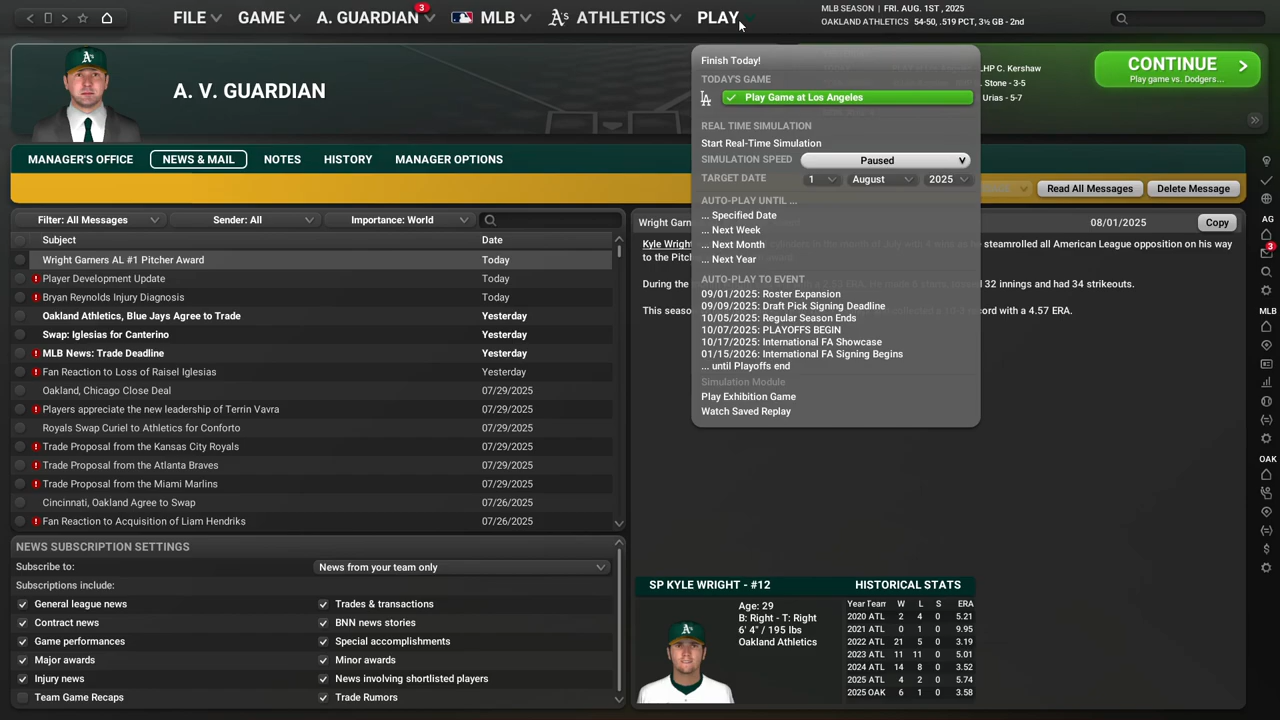 FILE GAME A. GUARDIAN 3 MLB ATHLETICS PLAY
MLB SEASON | FRI. AUG. 1ST , 2025
OAKLAND ATHLETICS 54-50, .519 PCT, 3½ GB - 2nd
A. V. GUARDIAN
LHP C. Kershaw
Stone - 3-5
Urias - 5-7
CONTINUE
Play game vs. Dodgers...
MANAGER'S OFFICE NEWS & MAIL NOTES HISTORY MANAGER OPTIONS
Read All Messages Delete Message
Finish Today!
TODAY'S GAME
Play Game at Los Angeles
REAL TIME SIMULATION
Start Real-Time Simulation
SIMULATION SPEED Paused
TARGET DATE 1 August 2025
AUTO-PLAY UNTIL ...
... Specified Date
... Next Week
... Next Month
... Next Year
AUTO-PLAY TO EVENT
09/01/2025: Roster Expansion
09/09/2025: Draft Pick Signing Deadline
10/05/2025: Regular Season Ends
10/07/2025: PLAYOFFS BEGIN
10/17/2025: International FA Showcase
01/15/2026: International FA Signing Begins
... until Playoffs end
Simulation Module
Play Exhibition Game
Watch Saved Replay
Filter: All Messages Sender: All Importance: World
Subject Date
Wright Garners AL #1 Pitcher Award Today
Player Development Update Today
Bryan Reynolds Injury Diagnosis Today
Oakland Athletics, Blue Jays Agree to Trade Yesterday
Swap: Iglesias for Canterino Yesterday
MLB News: Trade Deadline Yesterday
Fan Reaction to Loss of Raisel Iglesias Yesterday
Oakland, Chicago Close Deal 07/29/2025
Players appreciate the new leadership of Terrin Vavra 07/29/2025
Royals Swap Curiel to Athletics for Conforto 07/29/2025
Trade Proposal from the Kansas City Royals 07/29/2025
Trade Proposal from the Atlanta Braves 07/29/2025
Trade Proposal from the Miami Marlins 07/29/2025
Cincinnati, Oakland Agree to Swap 07/26/2025
Fan Reaction to Acquisition of Liam Hendriks 07/26/2025
Wright Garn 08/01/2025 Copy
Kyle Wright steamrolled all American League opposition on his way
to the Pitch
During the 32 innings and had 34 strikeouts.
This seaso record with a 4.57 ERA.
NEWS SUBSCRIPTION SETTINGS
Subscribe to: News from your team only
Subscriptions include:
General league news Trades & transactions
Contract news BNN news stories
Game performances Special accomplishments
Major awards Minor awards
Injury news News involving shortlisted players
Team Game Recaps Trade Rumors
SP KYLE WRIGHT - #12
Age: 29
B: Right - T: Right
6' 4" / 195 lbs
Oakland Athletics
HISTORICAL STATS
Year Team W L S ERA
2020 ATL 2 4 0 5.21
2021 ATL 0 1 0 9.95
2022 ATL 21 5 0 3.19
2023 ATL 11 11 0 5.01
2024 ATL 14 8 0 3.52
2025 ATL 4 2 0 5.74
2025 OAK 6 1 0 3.58
AG
3
MLB
OAK